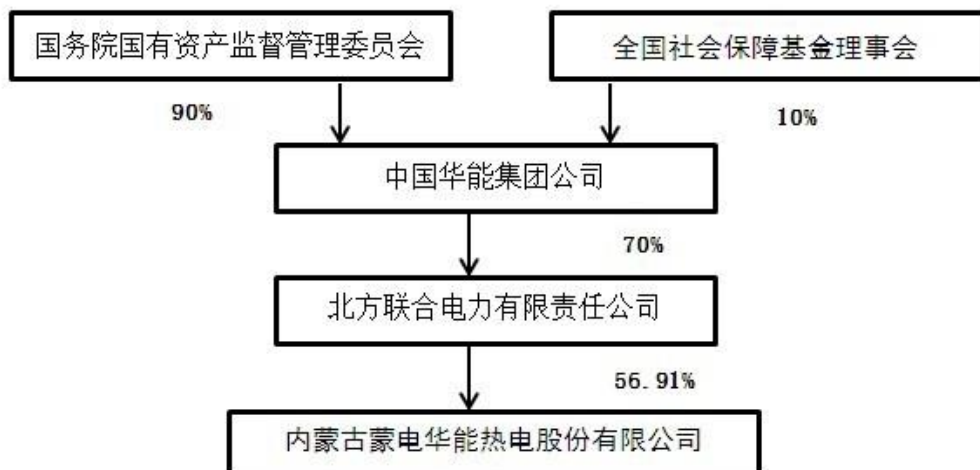 国务院国有资产监督管理委员会
全国社会保障基金理事会
90%
10%
中国华能集团公司
70%
北方联合电力有限责任公司
56.91%
内蒙古蒙电华能热电股份有限公司